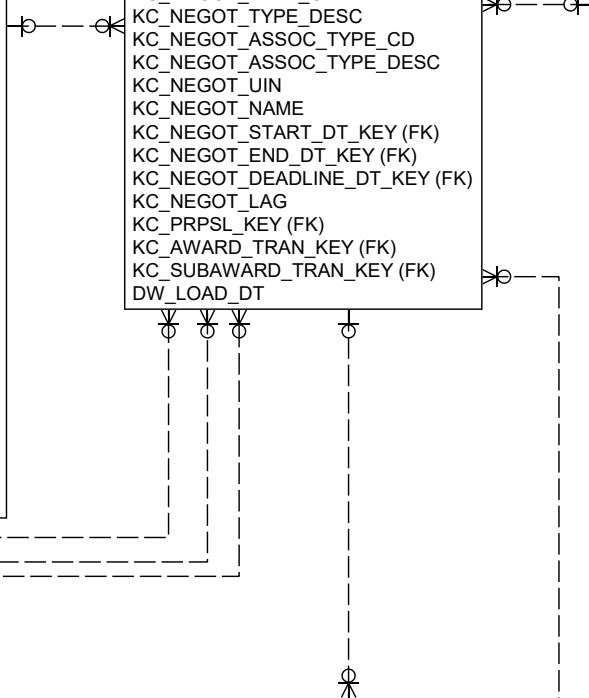 KC_NEGOT_TYPE_DESC
KC_NEGOT_ASSOC_TYPE_CD
KC_NEGOT_ASSOC_TYPE_DESC
KC_NEGOT_UIN
KC_NEGOT_NAME
KC_NEGOT_START_DT_KEY (FK)
KC_NEGOT_END_DT_KEY (FK)
KC_NEGOT_DEADLINE_DT_KEY (FK)
KC_NEGOT_LAG
KC_PRPSL_KEY (FK)
KC_AWARD_TRAN_KEY (FK)
KC_SUBAWARD_TRAN_KEY (FK)
DW_LOAD_DT